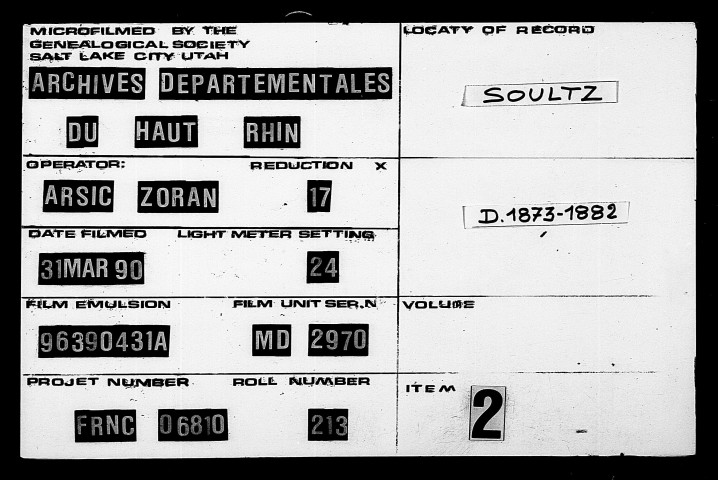 MICROFILMED BY THE
GENEALOGICAL SOCIETY
SALT LAKE CITY UTAH
ARCHIVES DEPARTEMENTALES
DU HAUT RHIN
OPERATOR: REDUCTION X
ARSIC ZORAN 17
DATE FILMED LIGHT METER SETTING
31MAR 90 24
FILM EMULSION FILM UNIT SER.N
96390431A MD 2970
PROJET NUMBER ROLL NUMBER
FRNC 06810 213
LOCATY OF RECORD
SOULTZ
D.1873-1882
VOLUME
ITEM 2